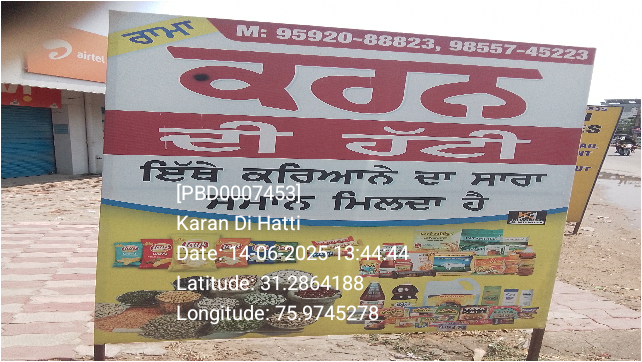 ਰਾਮਾ
M: 95920-88823, 98557-45223
airtel
ਕਰਨ
ਦੀ ਹੱਟੀ
ਇੱਥੇ ਕਰਿਆਨੇ ਦਾ ਸਾਰਾ
ਸਮਾਨ ਮਿਲਦਾ ਹੈ
[PBD0007453]
Karan Di Hatti
Date: 14-06-2025 13:44:44
Latitude: 31.2864188
Longitude: 75.9745278